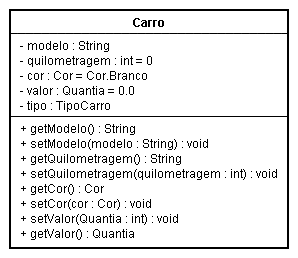 Carro
- modelo : String
- quilometragem : int = 0
- cor : Cor = Cor.Branco
- valor : Quantia = 0.0
- tipo : TipoCarro
+ getModelo() : String
+ setModelo(modelo : String) : void
+ getQuilometragem() : String
+ setQuilometragem(quilometragem : int) : void
+ getCor() : Cor
+ setCor(cor : Cor) : void
+ setValor(Quantia : int) : void
+ getValor() : Quantia